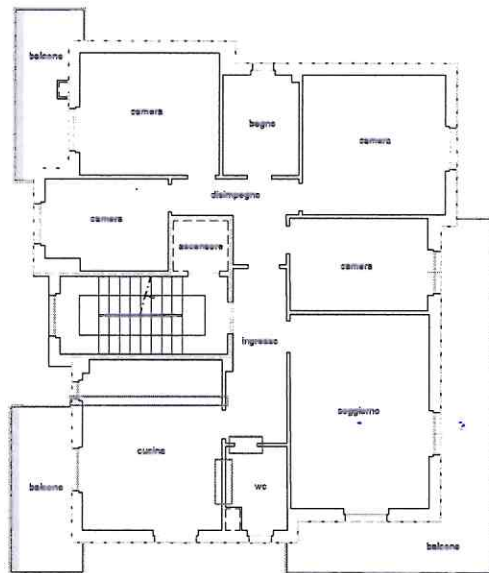 balcone
camera
bagno
camera
disimpegno
camera
ascensore
camera
ingresso
soggiorno
cucina
balcone
wc
balcone